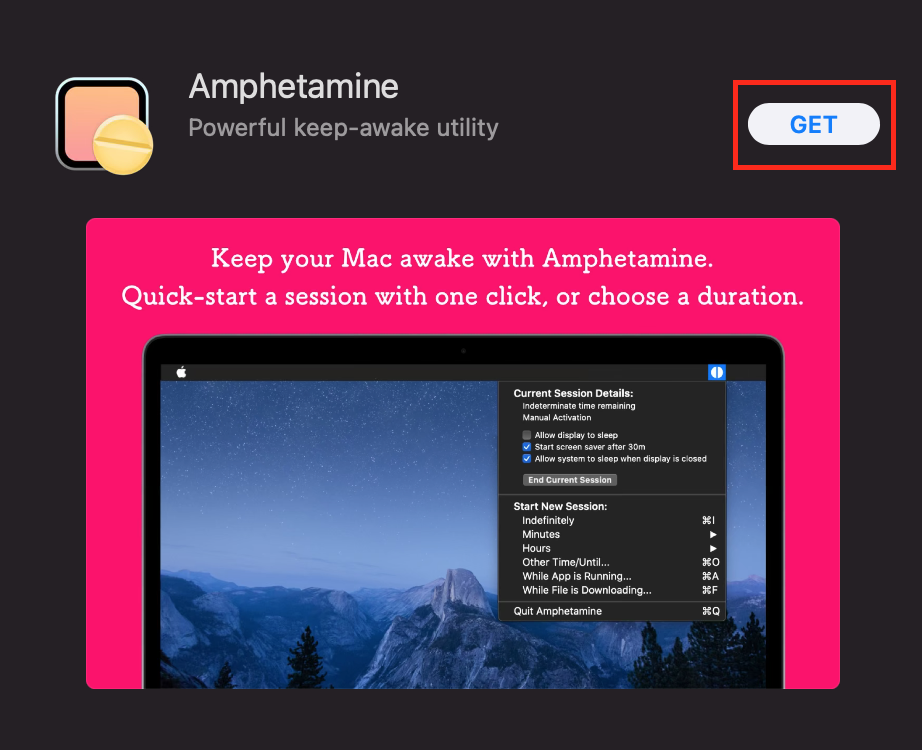 Amphetamine
Powerful keep-awake utility
GET
Keep your Mac awake with Amphetamine.
Quick-start a session with one click, or choose a duration.
Current Session Details:
Indeterminate time remaining
Manual Activation
Allow display to sleep
Start screen saver after 30m
Allow system to sleep when display is closed
End Current Session
Start New Session:
Indefinitely ⌘I
Minutes ▶
Hours ▶
Other Time/Until... ⌘O
While App is Running... ⌘A
While File is Downloading... ⌘F
Quit Amphetamine ⌘Q